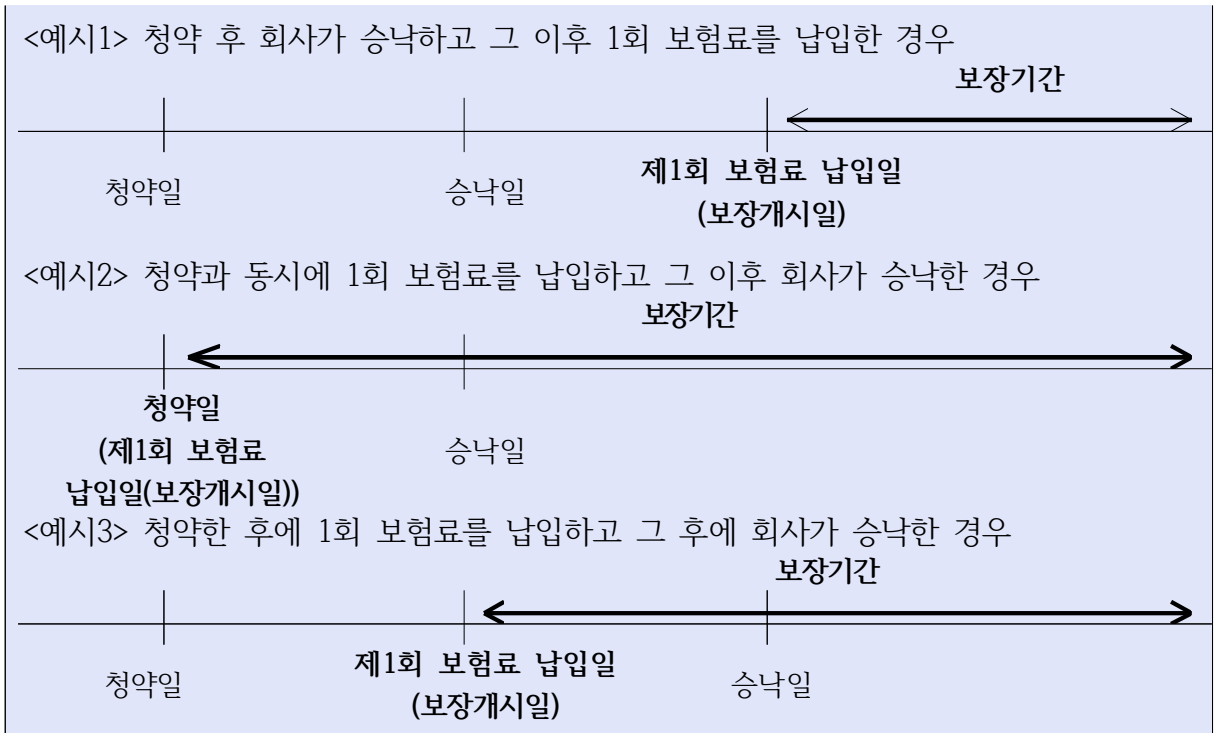 <예시1> 청약 후 회사가 승낙하고 그 이후 1회 보험료를 납입한 경우
보장기간
청약일
승낙일
제1회 보험료 납입일
(보장개시일)
<예시2> 청약과 동시에 1회 보험료를 납입하고 그 이후 회사가 승낙한 경우
보장기간
청약일
(제1회 보험료
납입일(보장개시일))
승낙일
<예시3> 청약한 후에 1회 보험료를 납입하고 그 후에 회사가 승낙한 경우
보장기간
청약일
제1회 보험료 납입일
(보장개시일)
승낙일